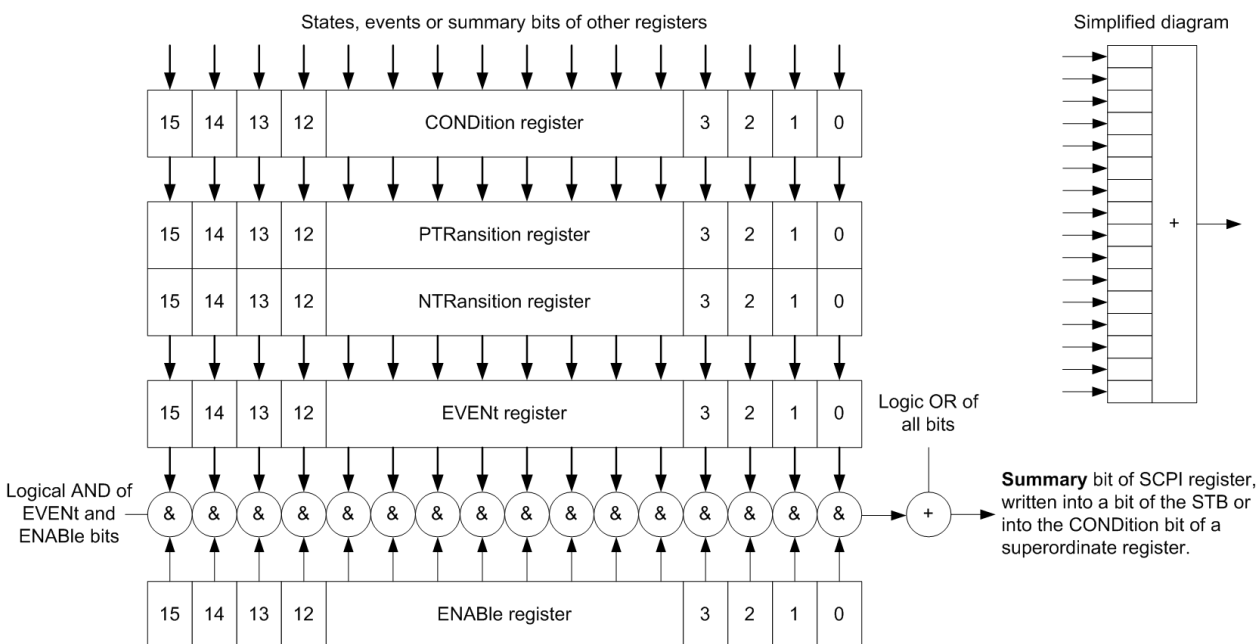 States, events or summary bits of other registers
Simplified diagram
15 14 13 12 CONDition register 3 2 1 0
15 14 13 12 PTRansition register 3 2 1 0
+
15 14 13 12 NTRansition register 3 2 1 0
15 14 13 12 EVENt register 3 2 1 0
Logic OR of
all bits
Logical AND of
EVENt and
ENABle bits
& & & & & & & & & & & & & & & &
+
Summary bit of SCPI register,
written into a bit of the STB or
into the CONDition bit of a
superordinate register.
15 14 13 12 ENABle register 3 2 1 0